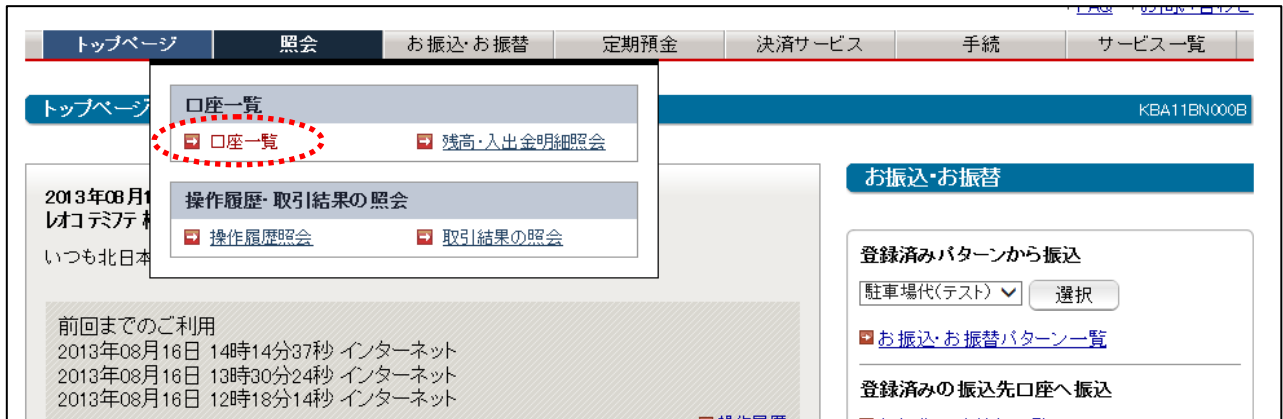 トップページ 照会 お振込・お振替 定期預金 決済サービス 手続 サービス一覧
トップページ KBA11BN000B
口座一覧
口座一覧 残高・入出金明細照会
操作履歴・取引結果の照会
操作履歴照会 取引結果の照会
2013年08月1
いつも北日本
前回までのご利用
2013年08月16日 14時14分37秒 インターネット
2013年08月16日 13時30分24秒 インターネット
2013年08月16日 12時18分14秒 インターネット
お振込・お振替
登録済みパターンから振込
駐車場代(テスト) 選択
お振込・お振替パターン一覧
登録済みの振込先口座へ振込